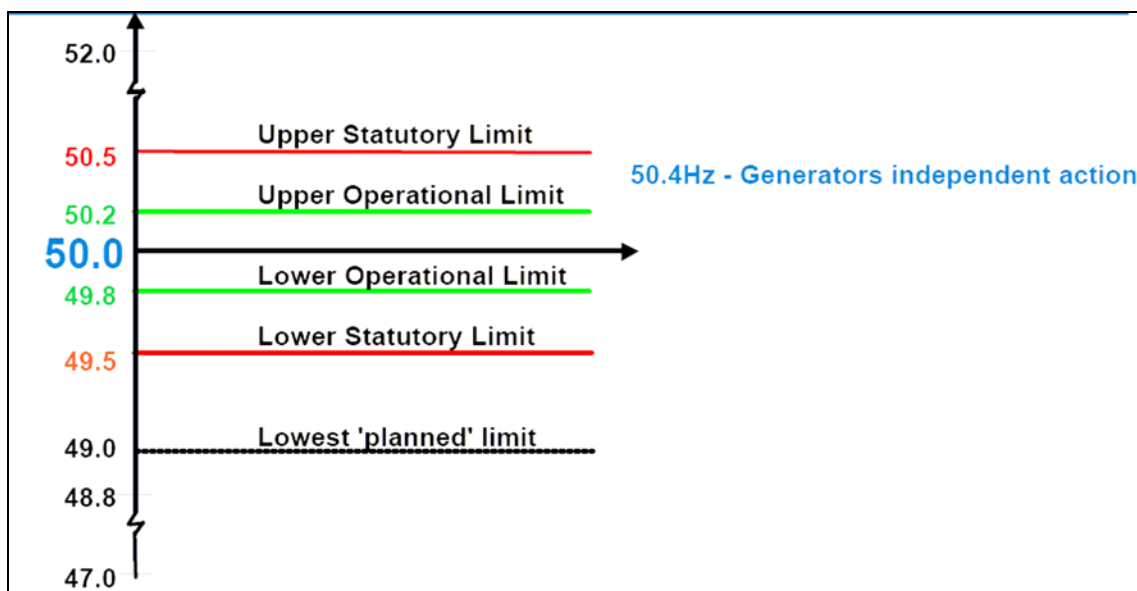 52.0
Upper Statutory Limit
50.5
50.4Hz - Generators independent action
Upper Operational Limit
50.2
50.0
Lower Operational Limit
49.8
Lower Statutory Limit
49.5
Lowest 'planned' limit
49.0
48.8
47.0